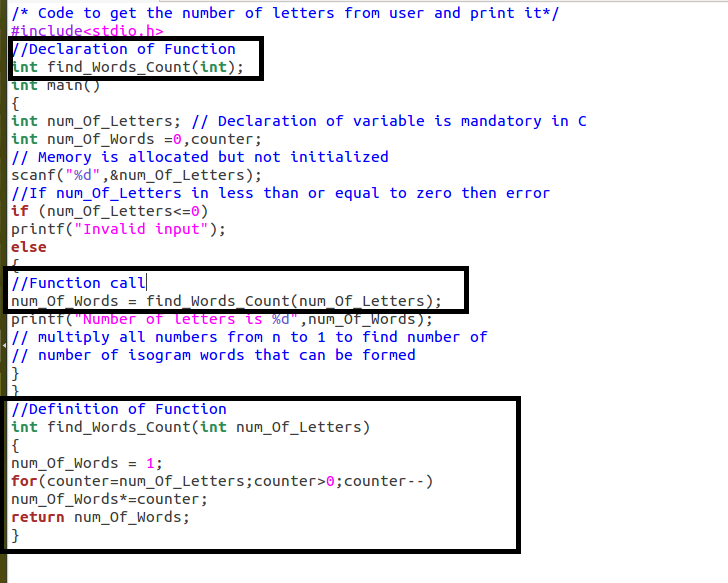 /* Code to get the number of letters from user and print it*/
#include<stdio.h>
//Declaration of Function
int find_Words_Count(int);
int main()
{
int num_Of_Letters; // Declaration of variable is mandatory in C
int num_Of_Words =0,counter;
// Memory is allocated but not initialized
scanf("%d",&num_Of_Letters);
//If num_Of_Letters in less than or equal to zero then error
if (num_Of_Letters<=0)
printf("Invalid input");
else
{
//Function call
num_Of_Words = find_Words_Count(num_Of_Letters);
printf("Number of letters is %d",num_Of_Words);
// multiply all numbers from n to 1 to find number of
// number of isogram words that can be formed
}
}
//Definition of Function
int find_Words_Count(int num_Of_Letters)
{
num_Of_Words = 1;
for(counter=num_Of_Letters;counter>0;counter--)
num_Of_Words*=counter;
return num_Of_Words;
}